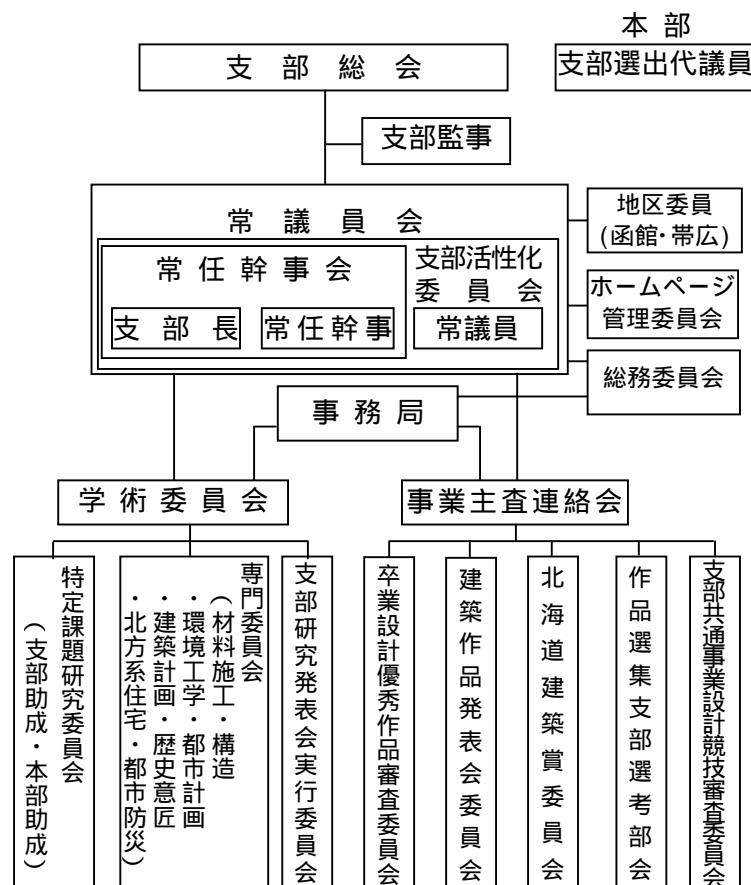 本部
支部総会
支部選出代議員
支部監事
常議員会
地区委員
(函館・帯広)
常任幹事会
支部活性化
委員会
支部長
常任幹事
常議員
ホームページ
管理委員会
総務委員会
事務局
学術委員会
事業主査連絡会
特定課題研究委員会
(支部助成・本部助成)
専門委員会
(材料施工・構造
・環境工学・都市計画
・建築計画・歴史意匠
・北方系住宅・都市防災)
支部研究発表会実行委員会
卒業設計優秀作品審査委員会
建築作品発表会委員会
北海道建築賞委員会
作品選集支部選考部会
支部共通事業設計競技審査委員会